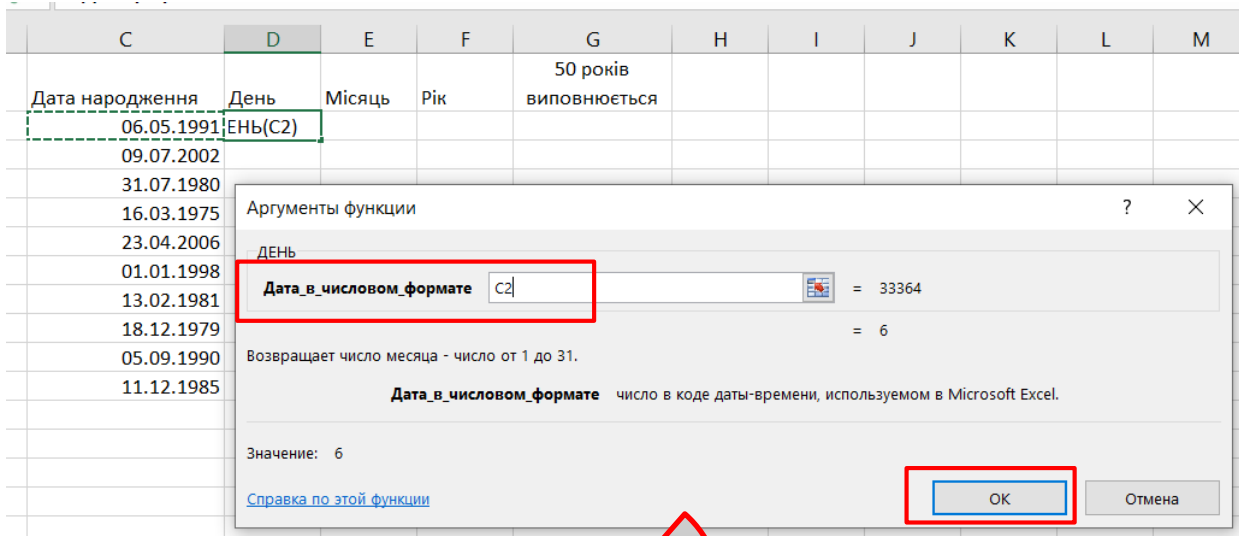 C D E F G H I J K L M
50 років
Дата народження День Місяць Рік виповнюється
06.05.1991 ЕНЬ(C2)
09.07.2002
31.07.1980
16.03.1975
23.04.2006
01.01.1998
13.02.1981
18.12.1979
05.09.1990
11.12.1985
Аргументы функции ? ×
ДЕНЬ
Дата_в_числовом_формате C2 = 33364
= 6
Возвращает число месяца - число от 1 до 31.
Дата_в_числовом_формате число в коде даты-времени, используемом в Microsoft Excel.
Значение: 6
Справка по этой функции ОК Отмена